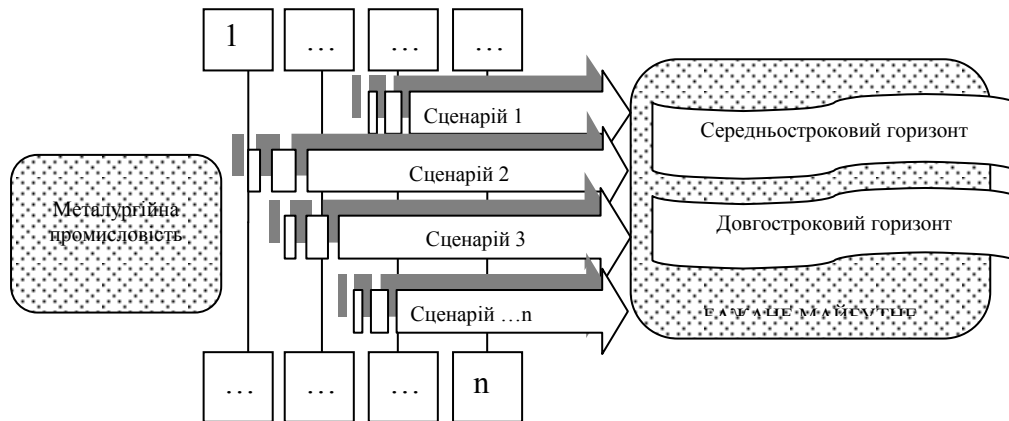 1
…
…
…
Сценарій 1
Сценарій 2
Сценарій 3
Сценарій …n
Металургійна
промисловість
Середньостроковий горизонт
Довгостроковий горизонт
…
…
…
n